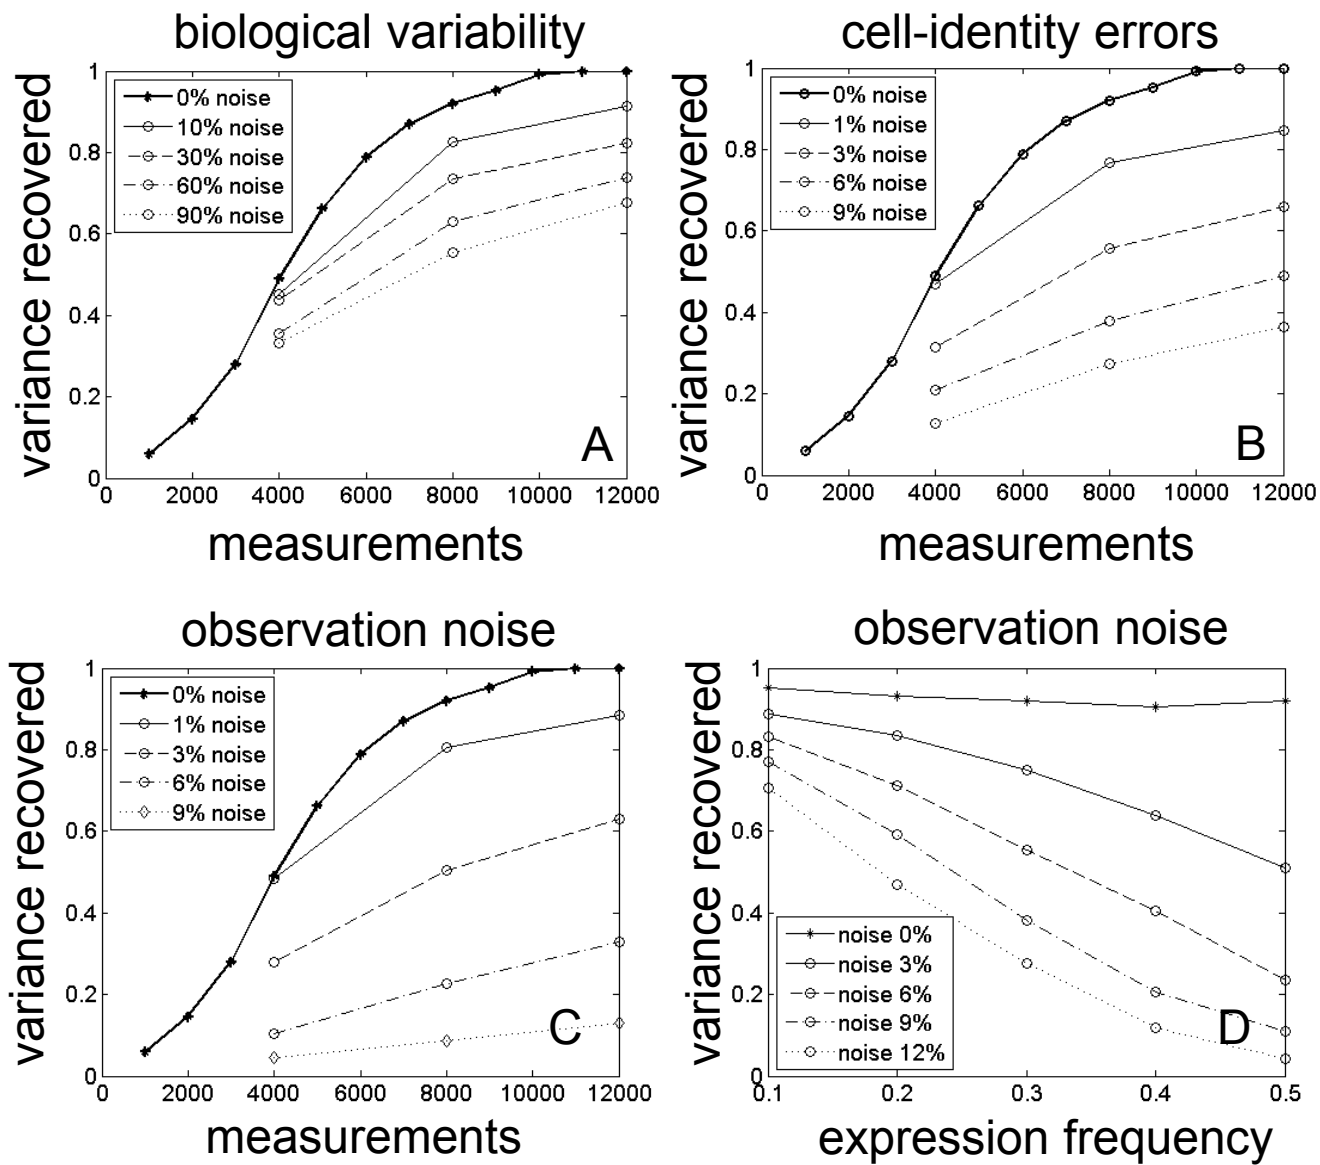 biological variability
variance recovered
1
0.8
0.6
0.4
0.2
0
0% noise
10% noise
30% noise
60% noise
90% noise
A
0 2000 4000 6000 8000 10000 12000
measurements
cell-identity errors
variance recovered
1
0.8
0.6
0.4
0.2
0
0% noise
1% noise
3% noise
6% noise
9% noise
B
0 2000 4000 6000 8000 10000 12000
measurements
observation noise
variance recovered
1
0.8
0.6
0.4
0.2
0
0% noise
1% noise
3% noise
6% noise
9% noise
C
0 2000 4000 6000 8000 10000 12000
measurements
observation noise
variance recovered
1
0.8
0.6
0.4
0.2
0
noise 0%
noise 3%
noise 6%
noise 9%
noise 12%
D
0.1 0.2 0.3 0.4 0.5
expression frequency